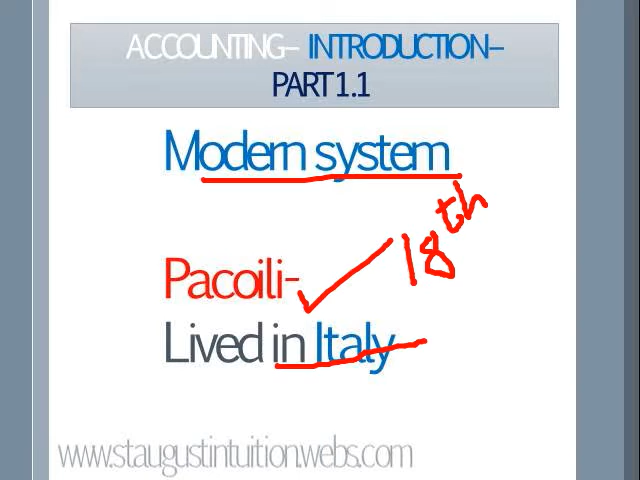 ACCOUNTING– INTRODUCTION–
PART 1.1
Modern system
18th
Pacoili-
Lived in Italy
www.staugustintuition.webs.com